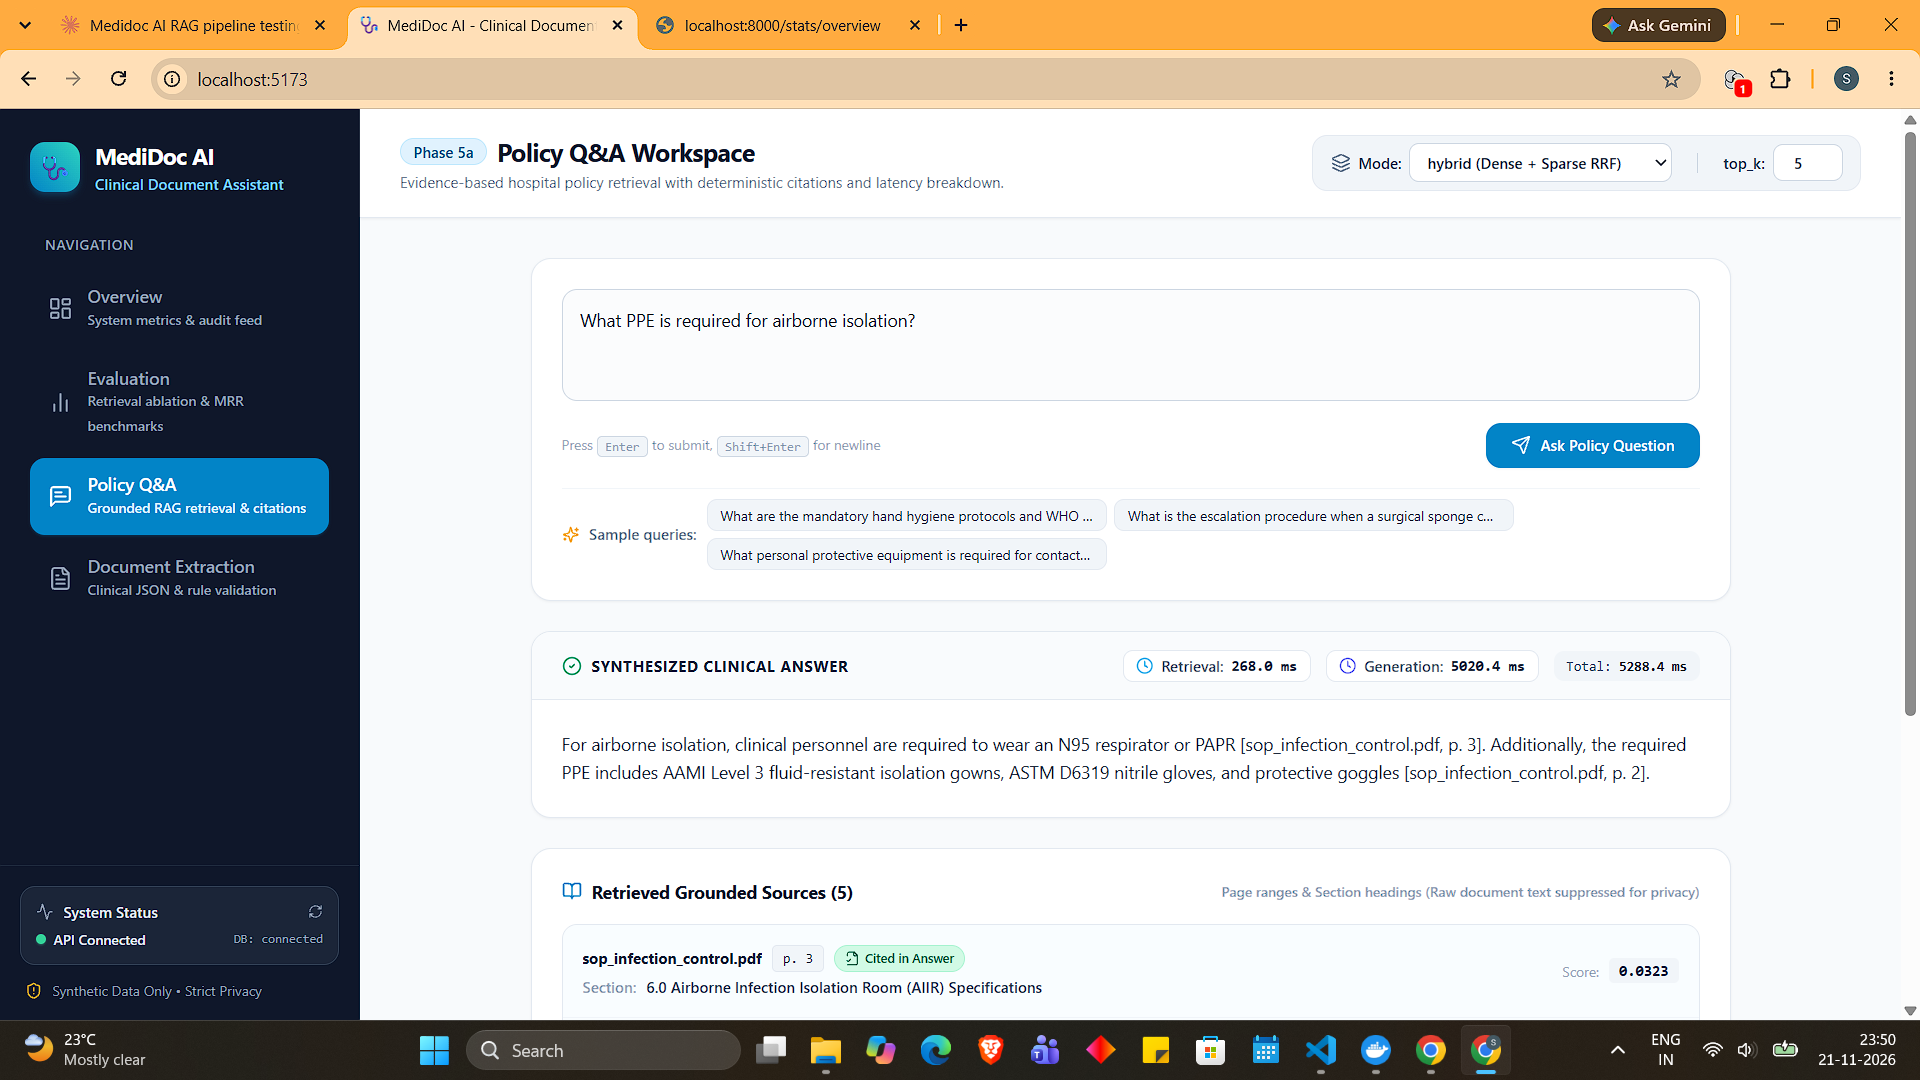 Medidoc AI RAG pipeline testing
MediDoc AI - Clinical Documen
localhost:8000/stats/overview
Ask Gemini
localhost:5173
1
S
MediDoc AI
Clinical Document Assistant
NAVIGATION
Overview
System metrics & audit feed
Evaluation
Retrieval ablation & MRR
benchmarks
Policy Q&A
Grounded RAG retrieval & citations
Document Extraction
Clinical JSON & rule validation
System Status
API Connected
DB: connected
Synthetic Data Only • Strict Privacy
Phase 5a
Policy Q&A Workspace
Evidence-based hospital policy retrieval with deterministic citations and latency breakdown.
Mode:
hybrid (Dense + Sparse RRF)
top_k:
5
What PPE is required for airborne isolation?
Press Enter to submit, Shift+Enter for newline
Ask Policy Question
Sample queries:
What are the mandatory hand hygiene protocols and WHO ...
What is the escalation procedure when a surgical sponge c...
What personal protective equipment is required for contact...
SYNTHESIZED CLINICAL ANSWER
Retrieval: 268.0 ms
Generation: 5020.4 ms
Total: 5288.4 ms
For airborne isolation, clinical personnel are required to wear an N95 respirator or PAPR [sop_infection_control.pdf, p. 3]. Additionally, the required
PPE includes AAMI Level 3 fluid-resistant isolation gowns, ASTM D6319 nitrile gloves, and protective goggles [sop_infection_control.pdf, p. 2].
Retrieved Grounded Sources (5)
Page ranges & Section headings (Raw document text suppressed for privacy)
sop_infection_control.pdf
p. 3
Cited in Answer
Score: 0.0323
Section: 6.0 Airborne Infection Isolation Room (AIIR) Specifications
23°C
Mostly clear
Search
ENG
IN
23:50
21-11-2026